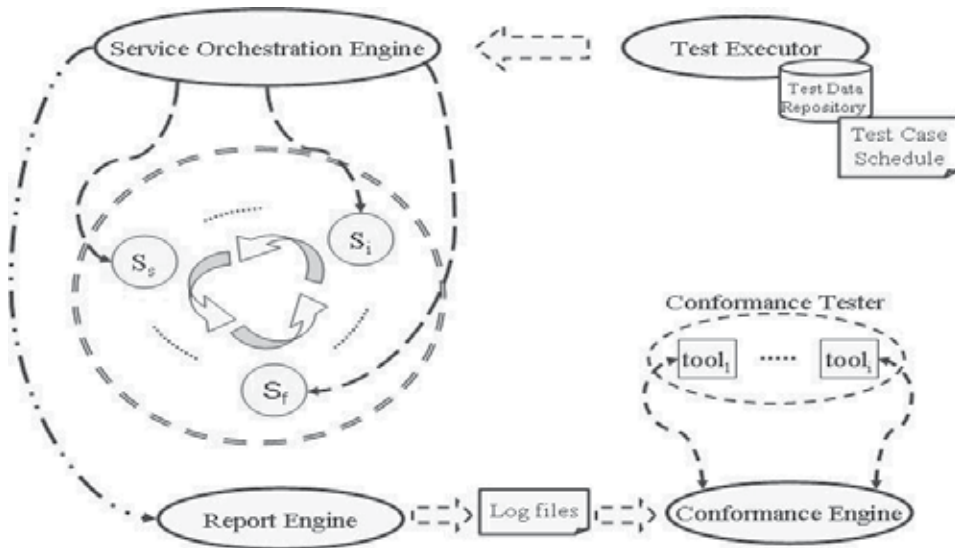 Service Orchestration Engine
Test Executor
Test Data
Repository
Test Case
Schedule
Sₛ
Sᵢ
S_f
Conformance Tester
tool₁ ..... toolᵢ
Report Engine
Log files
Conformance Engine